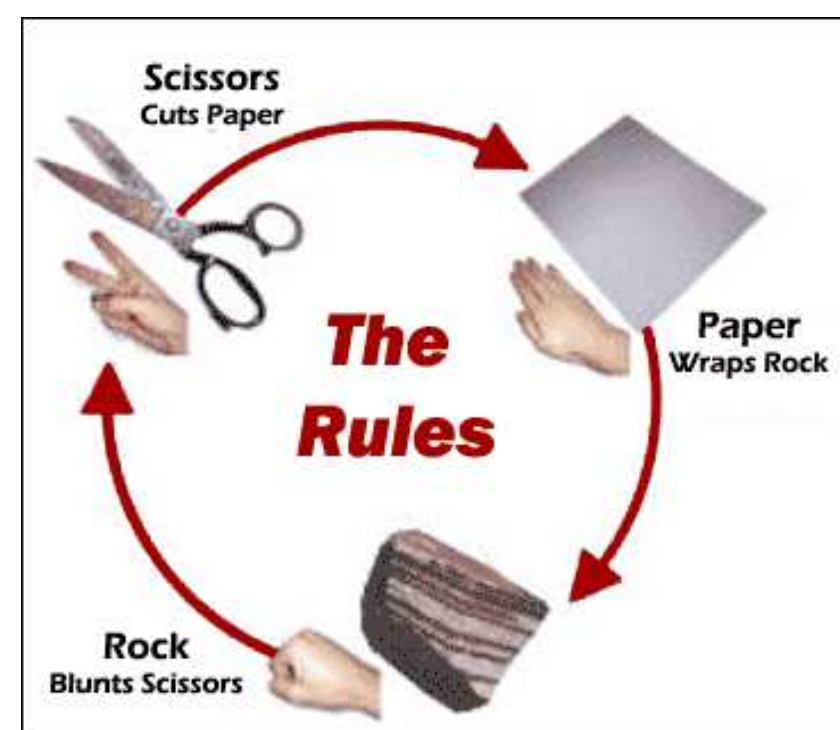 Scissors
Cuts Paper
The
Rules
Paper
Wraps Rock
Rock
Blunts Scissors